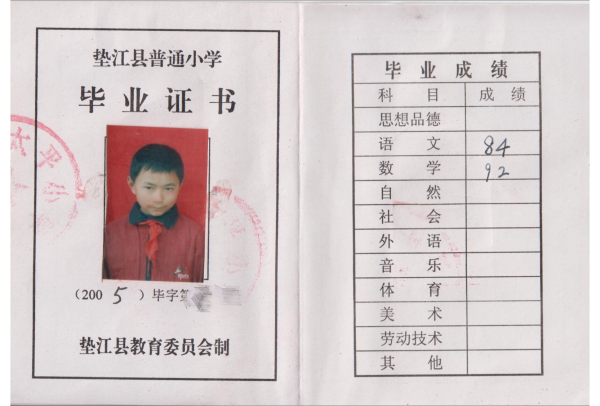 垫江县普通小学
毕业证书
(2005)毕字第
垫江县教育委员会制
毕业成绩
科目 成绩
思想品德
语文 84
数学 92
自然
社会
外语
音乐
体育
美术
劳动技术
其他